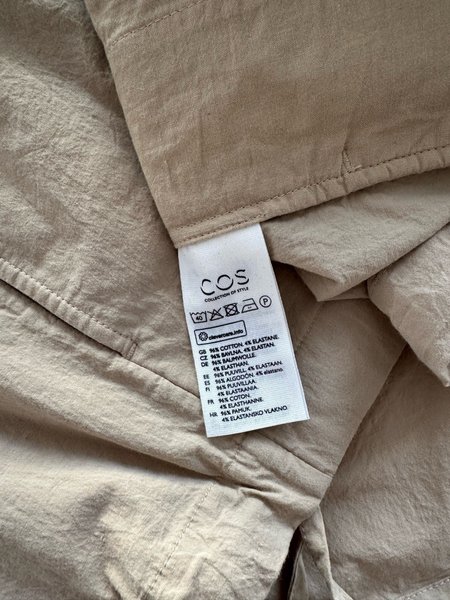 COS
COLLECTION OF STYLE
40 P
clevercare.info
GB 96% COTTON. 4% ELASTANE.
CZ 96% BAVLNA. 4% ELASTAN.
DE 96% BAUMWOLLE.
4% ELASTHAN.
EE 96% PUUVILL. 4% ELASTAAN.
ES 96% ALGODÓN. 4% elastano.
FI 96% PUUVILLAA.
4% ELASTAANIA.
FR 96% COTON.
4% ELASTHANNE.
HR 96% PAMUK.
4% ELASTANSKO VLAKNO.